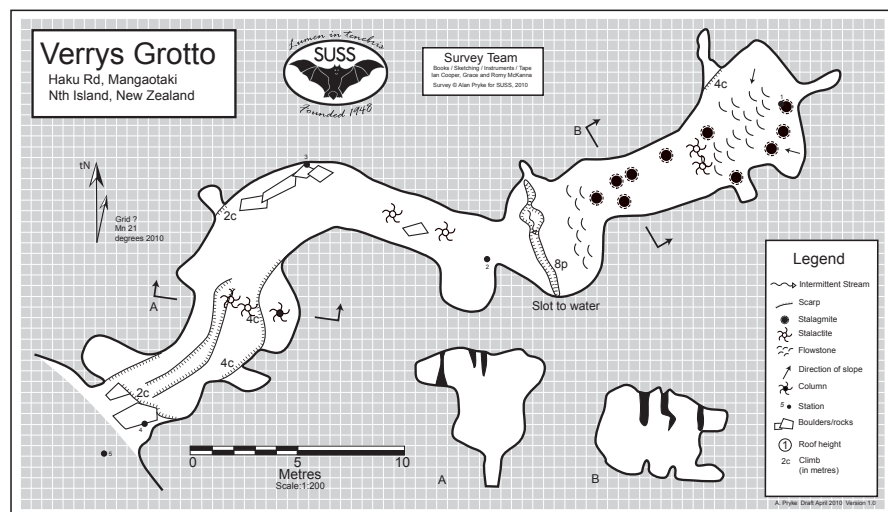 Verrys Grotto
Haku Rd, Mangaotaki
Nth Island, New Zealand
Lumen in tenebris
SUSS
Founded 1948
Survey Team
Books / Sketching / Instruments / Tape
Ian Cooper, Grace and Romy McKanna
Survey © Alan Pryke for SUSS, 2010
tN
Grid ?
Mn 21
degrees 2010
4c
1
B
3
2c
2
8p
Slot to water
A
4c
4c
2c
4
5
0
5
10
Metres
Scale:1:200
A
B
Legend
Intermittent Stream
Scarp
Stalagmite
Stalactite
Flowstone
Direction of slope
Column
5
Station
Boulders/rocks
1
Roof height
2c
Climb
(in metres)
A. Pryke Draft April 2010 Version 1.0